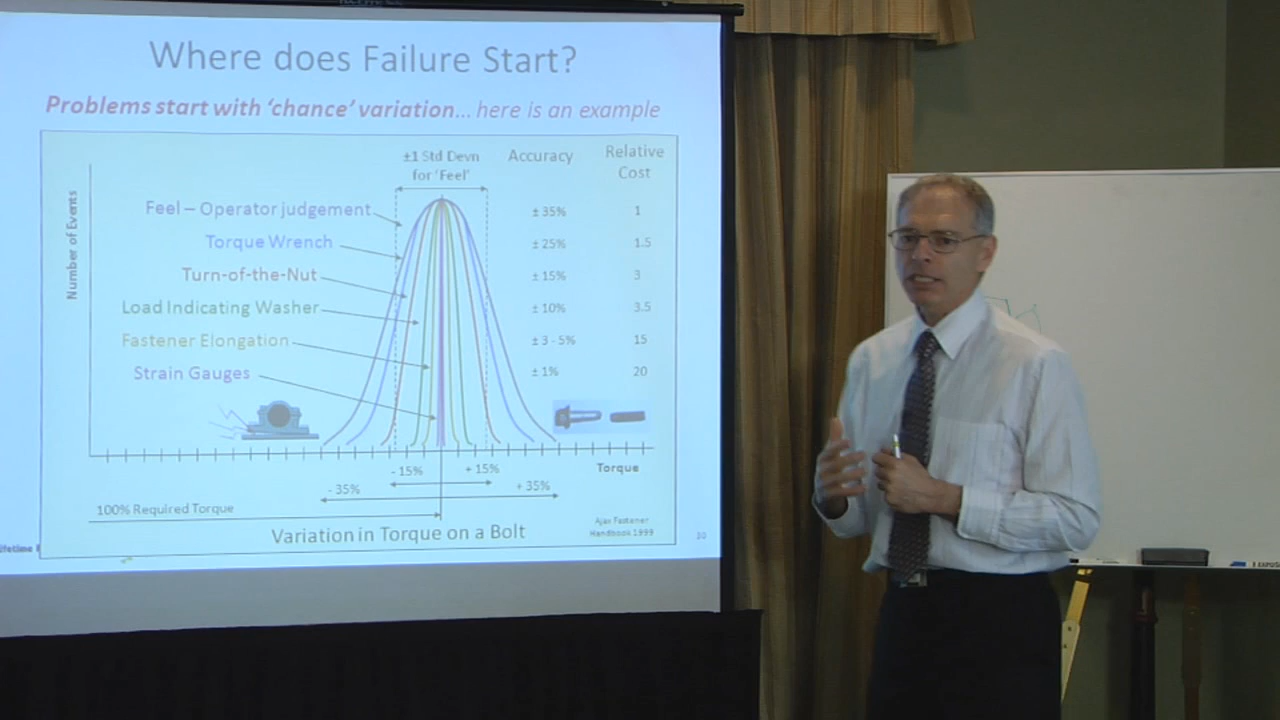 Where does Failure Start?
Problems start with ‘chance’ variation... here is an example
±1 Std Devn
for ‘Feel’
Accuracy
Relative
Cost
Number of Events
Feel – Operator judgement
± 35%
1
Torque Wrench
± 25%
1.5
Turn-of-the-Nut
± 15%
3
Load Indicating Washer
± 10%
3.5
Fastener Elongation
± 3 - 5%
15
Strain Gauges
± 1%
20
- 15%
+ 15%
Torque
- 35%
+ 35%
100% Required Torque
Variation in Torque on a Bolt
Ajax Fastener
Handbook 1999
30